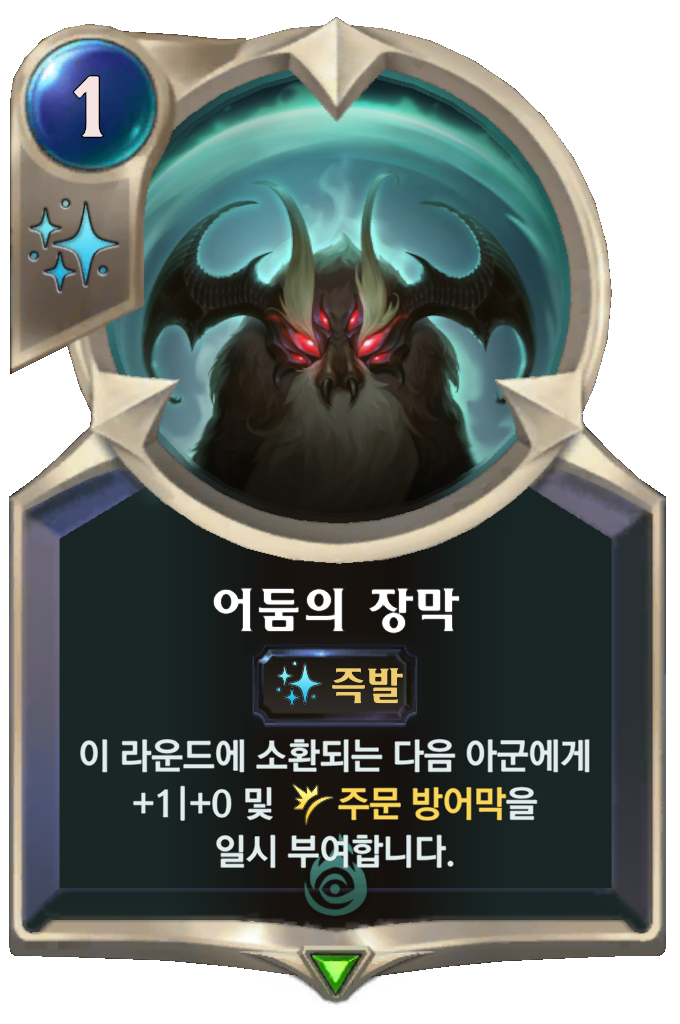 1
어둠의 장막
즉발
이 라운드에 소환되는 다음 아군에게
+1|+0 및 주문 방어막을
일시 부여합니다.